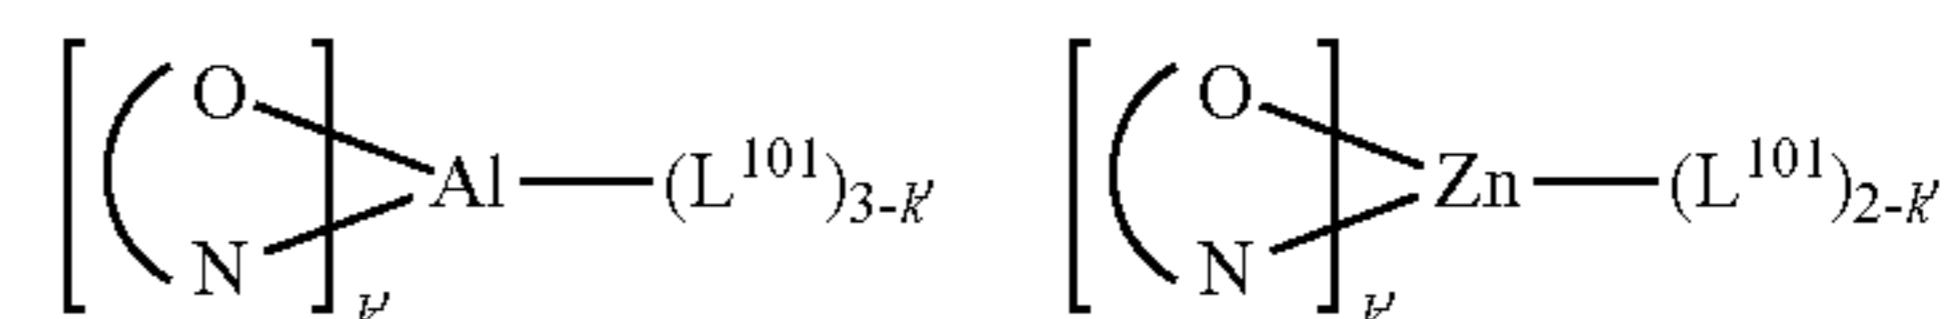 O O
Al (L¹⁰¹)₃₋ₖ' Zn (L¹⁰¹)₂₋ₖ'
N N
k' k'